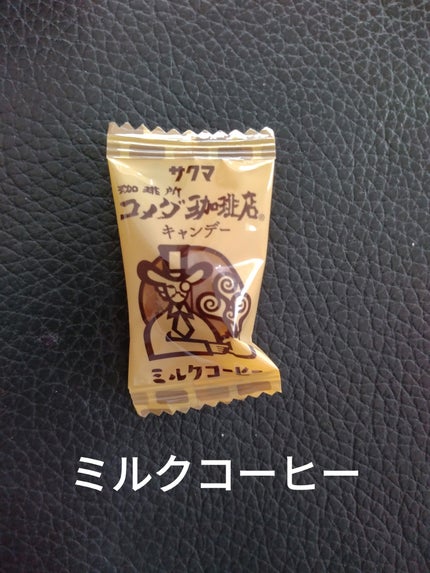 サクマ
珈琲所
コメダ珈琲店®
キャンデー
ミルクコーヒー
ミルクコーヒー